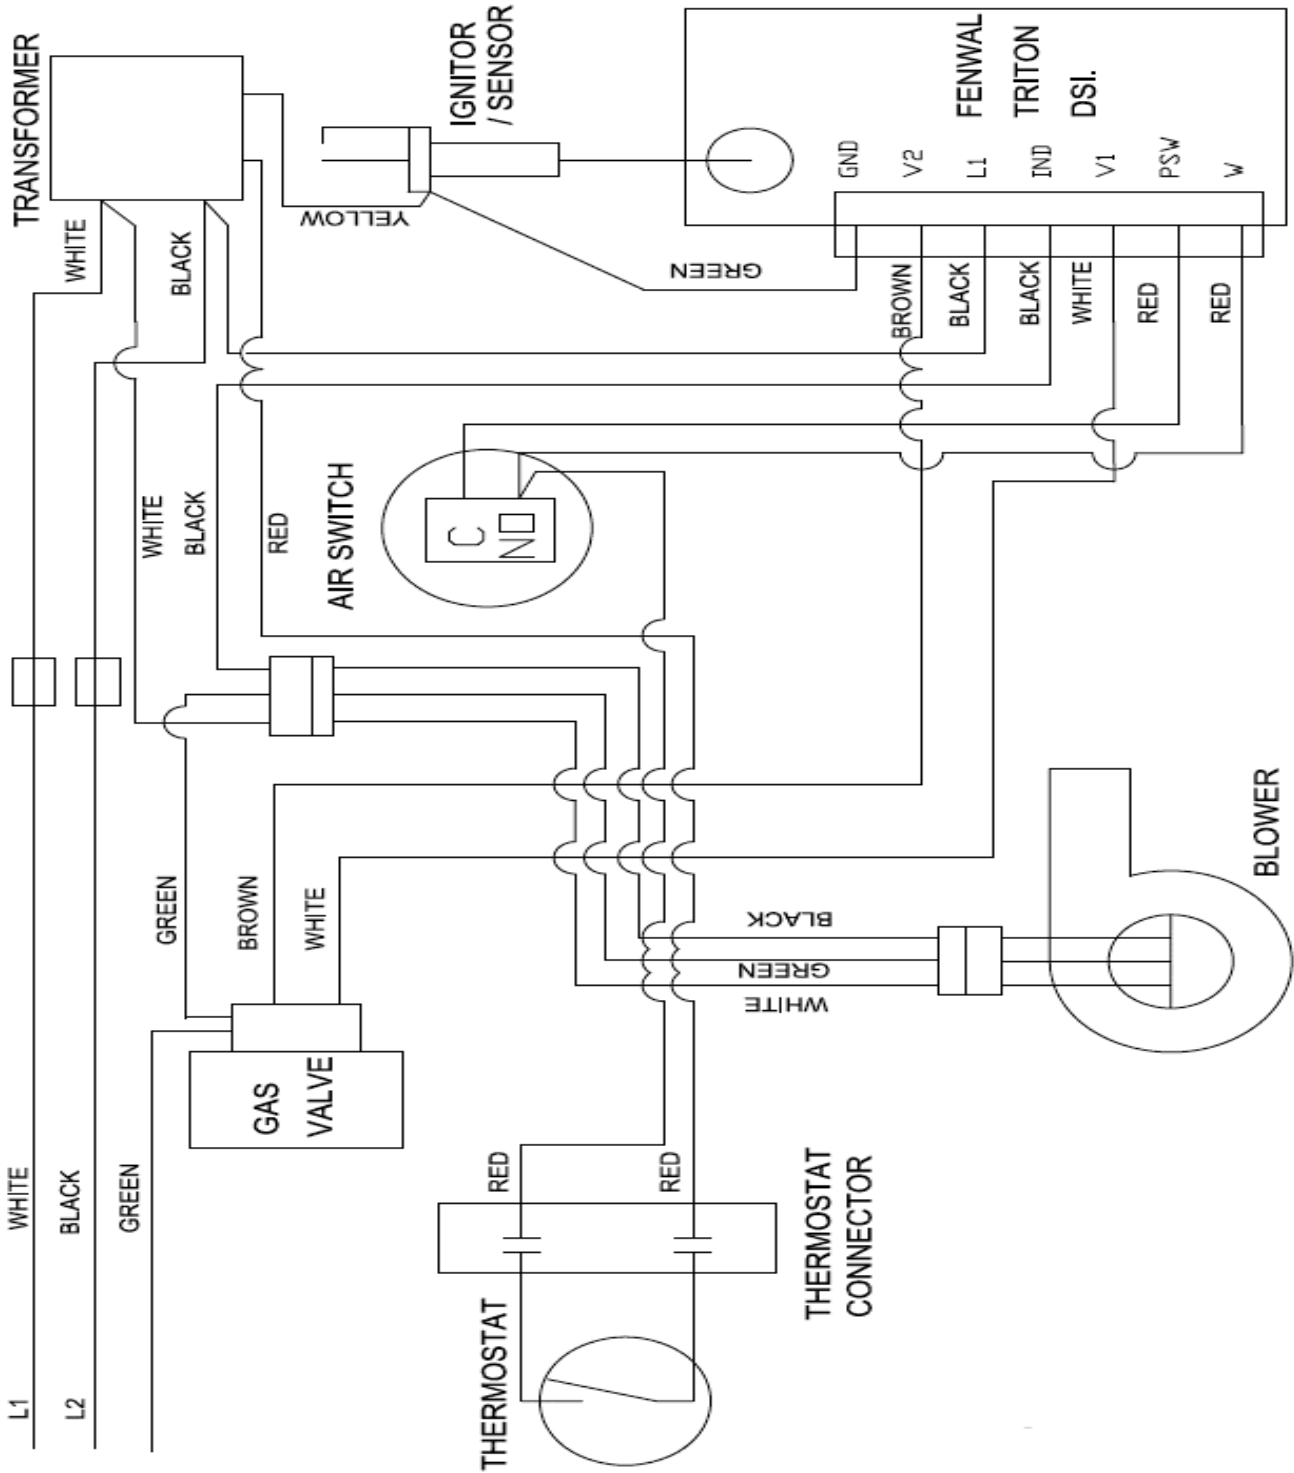 TRANSFORMER
WHITE
BLACK
YELLOW
IGNITOR
/ SENSOR
GREEN
FENWAL
TRITON
DSI.
GND
V2
L1
IND
V1
PSW
W
BROWN
BLACK
BLACK
WHITE
RED
RED
WHITE
BLACK
RED
AIR SWITCH
C
NO
GREEN
BROWN
WHITE
BLACK
GREEN
WHITE
BLOWER
GAS
VALVE
L1
WHITE
L2
BLACK
GREEN
RED
RED
THERMOSTAT
THERMOSTAT
CONNECTOR